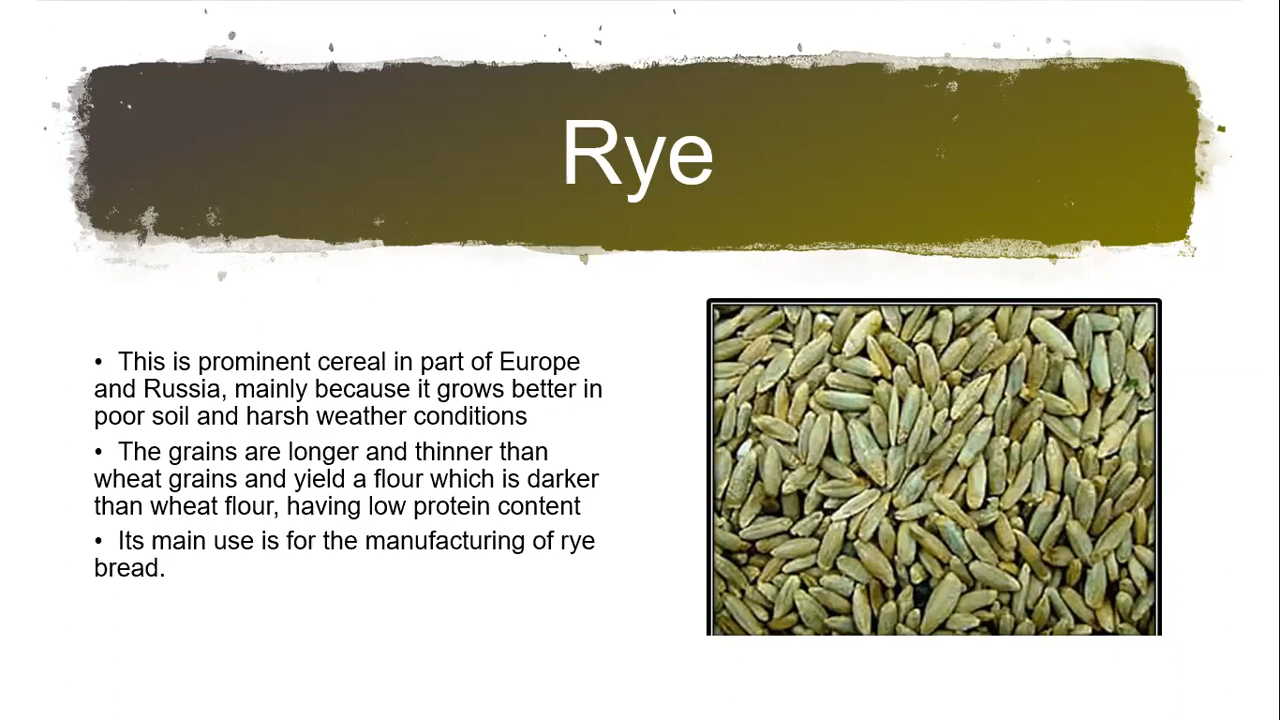 Rye
• This is prominent cereal in part of Europe
and Russia, mainly because it grows better in
poor soil and harsh weather conditions
• The grains are longer and thinner than
wheat grains and yield a flour which is darker
than wheat flour, having low protein content
• Its main use is for the manufacturing of rye
bread.